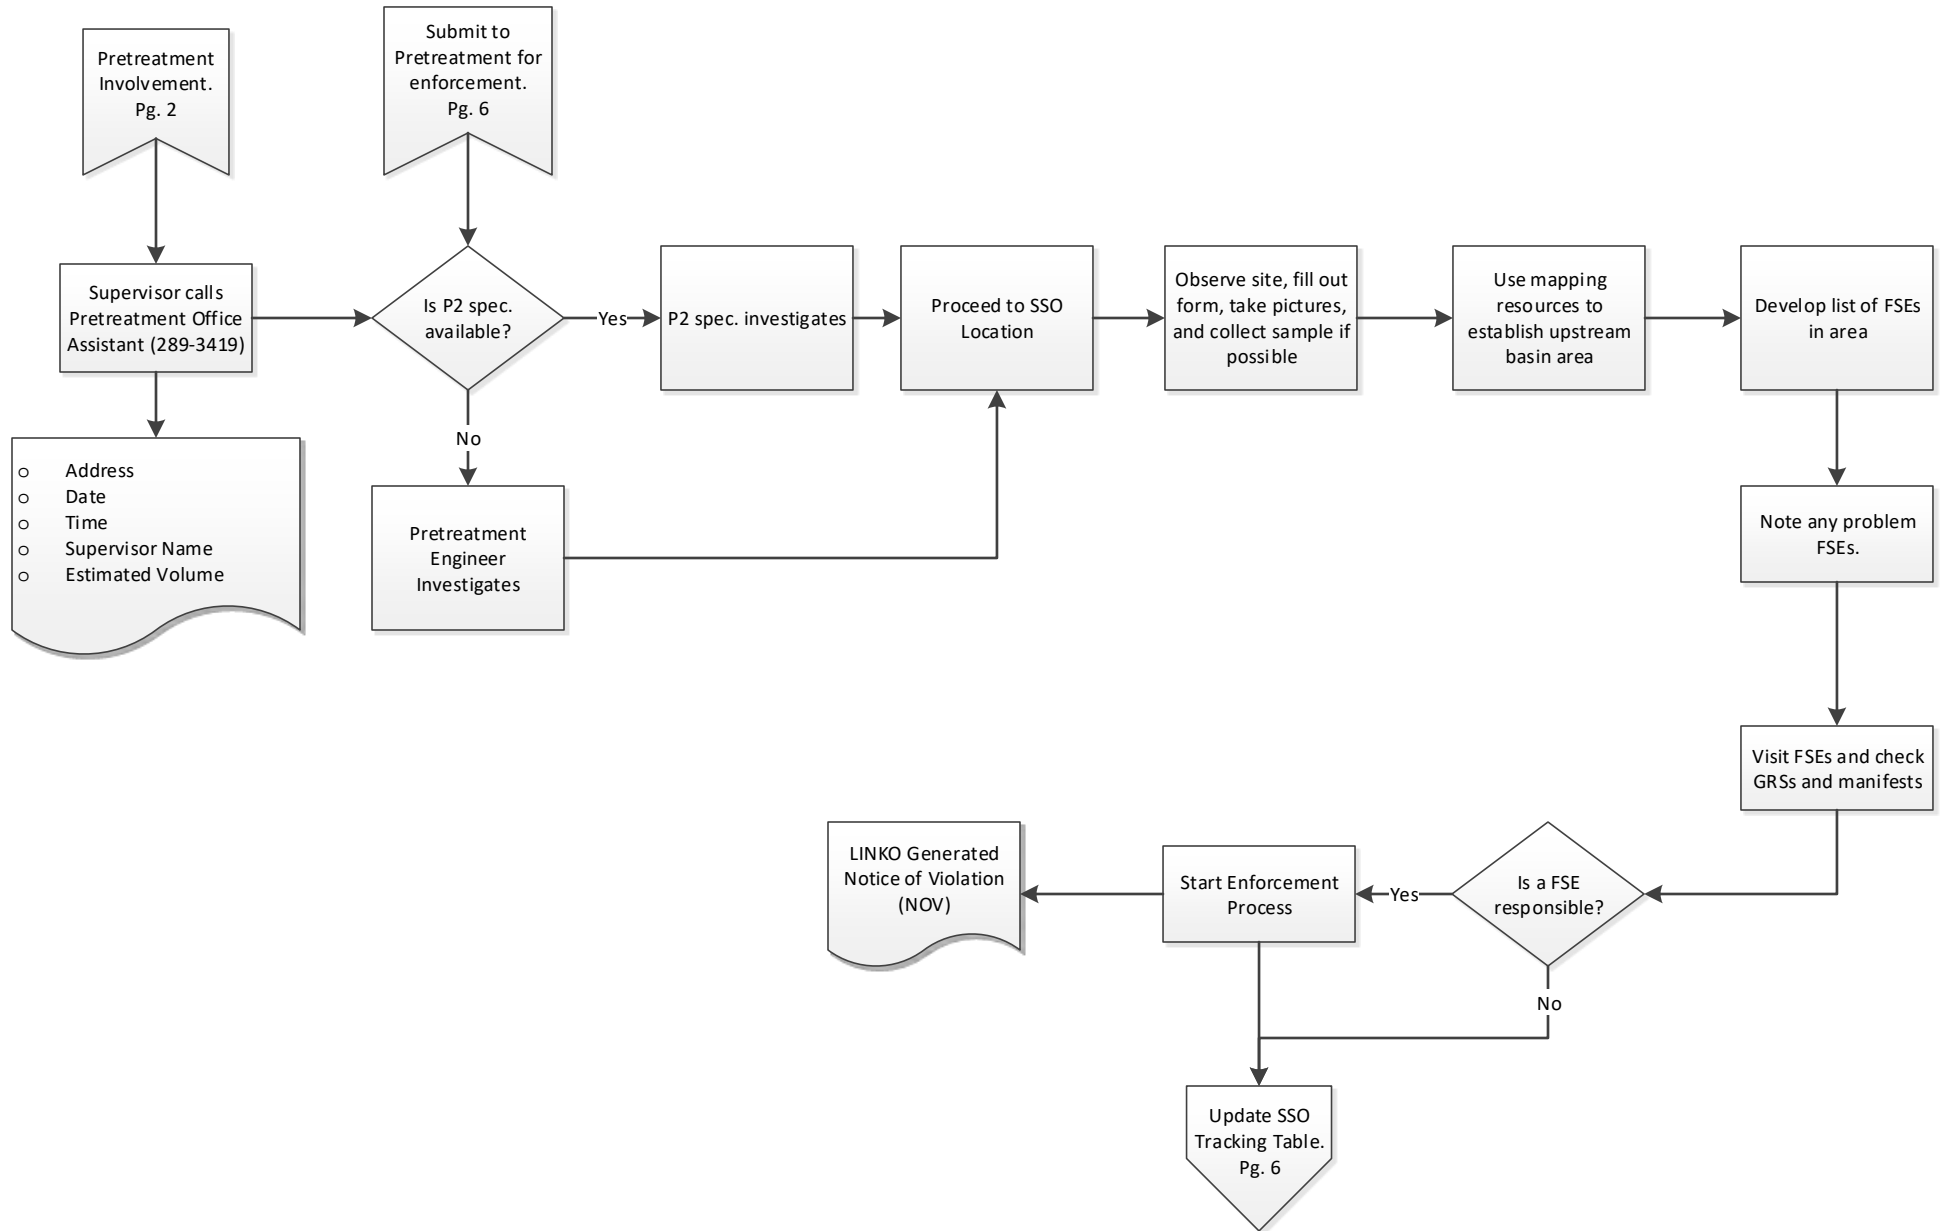 Pretreatment
Involvement.
Pg. 2
Submit to
Pretreatment for
enforcement.
Pg. 6
Supervisor calls
Pretreatment Office
Assistant (289-3419)
Is P2 spec.
available?
Yes
P2 spec. investigates
Proceed to SSO
Location
Observe site, fill out
form, take pictures,
and collect sample if
possible
Use mapping
resources to
establish upstream
basin area
Develop list of FSEs
in area
No
o Address
o Date
o Time
o Supervisor Name
o Estimated Volume
Pretreatment
Engineer
Investigates
Note any problem
FSEs.
Visit FSEs and check
GRSs and manifests
LINKO Generated
Notice of Violation
(NOV)
Start Enforcement
Process
Yes
Is a FSE
responsible?
No
Update SSO
Tracking Table.
Pg. 6